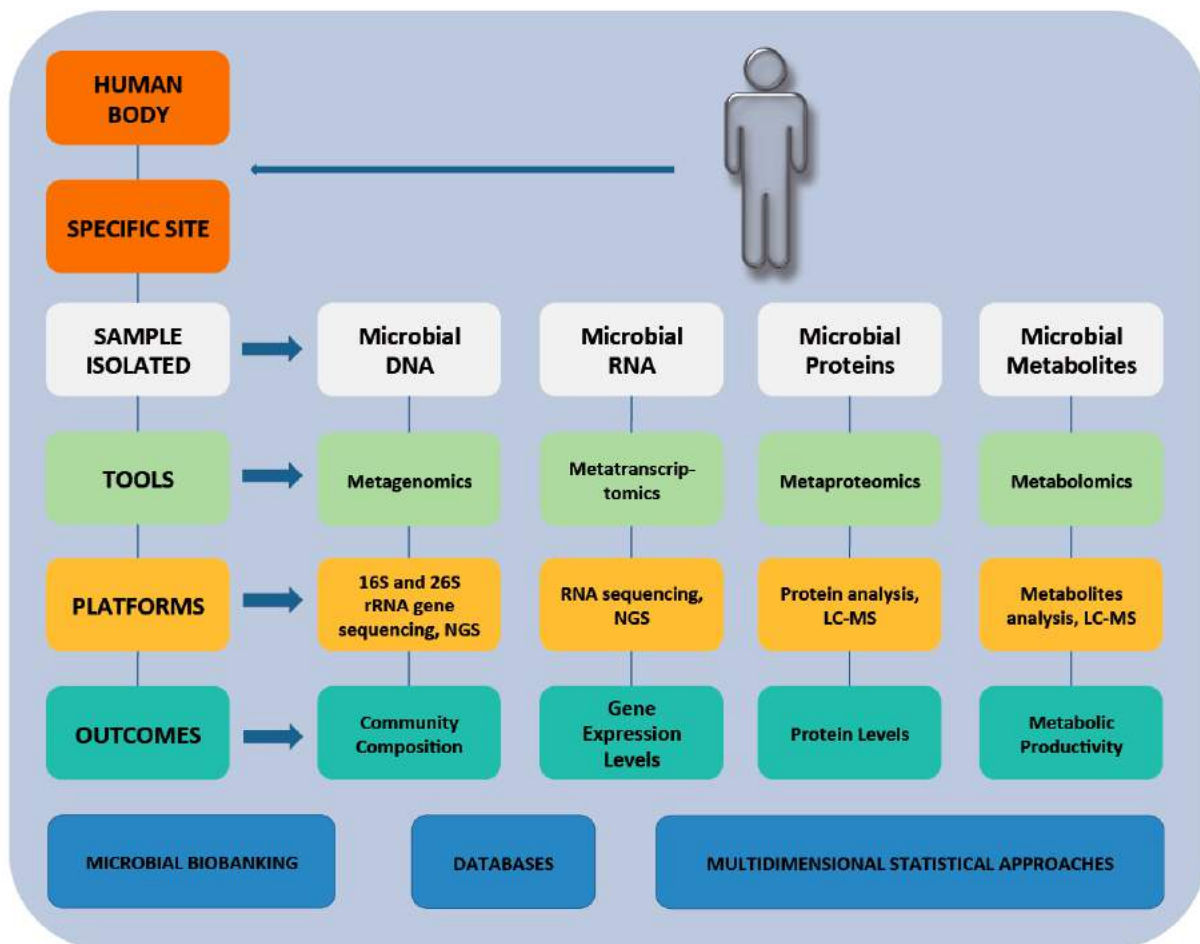 HUMAN
BODY
SPECIFIC SITE
SAMPLE
ISOLATED
Microbial
DNA
Microbial
RNA
Microbial
Proteins
Microbial
Metabolites
TOOLS
Metagenomics
Metatranscrip-
tomics
Metaproteomics
Metabolomics
PLATFORMS
16S and 26S
rRNA gene
sequencing, NGS
RNA sequencing,
NGS
Protein analysis,
LC-MS
Metabolites
analysis, LC-MS
OUTCOMES
Community
Composition
Gene
Expression
Levels
Protein Levels
Metabolic
Productivity
MICROBIAL BIOBANKING
DATABASES
MULTIDIMENSIONAL STATISTICAL APPROACHES